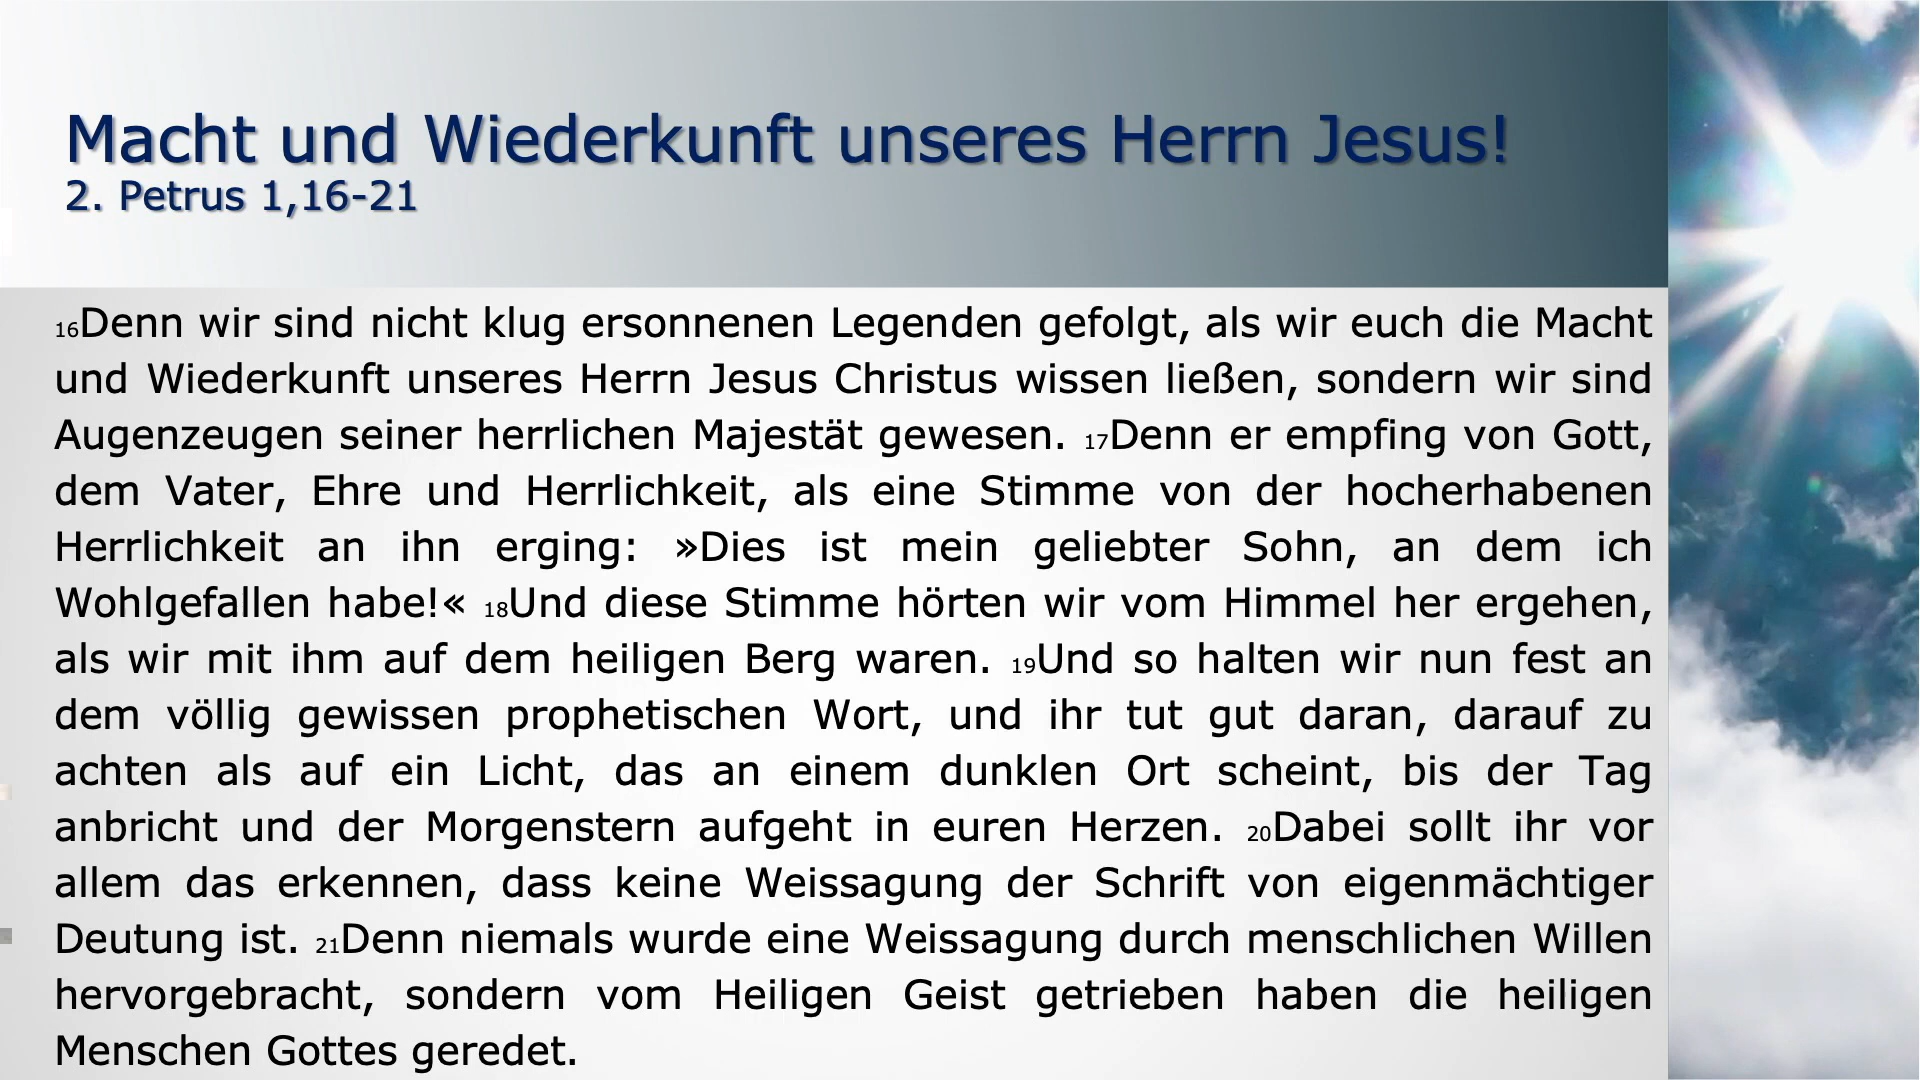 Macht und Wiederkunft unseres Herrn Jesus!
2. Petrus 1,16-21
16Denn wir sind nicht klug ersonnenen Legenden gefolgt, als wir euch die Macht
und Wiederkunft unseres Herrn Jesus Christus wissen ließen, sondern wir sind
Augenzeugen seiner herrlichen Majestät gewesen. 17Denn er empfing von Gott,
dem Vater, Ehre und Herrlichkeit, als eine Stimme von der hocherhabenen
Herrlichkeit an ihn erging: »Dies ist mein geliebter Sohn, an dem ich
Wohlgefallen habe!« 18Und diese Stimme hörten wir vom Himmel her ergehen,
als wir mit ihm auf dem heiligen Berg waren. 19Und so halten wir nun fest an
dem völlig gewissen prophetischen Wort, und ihr tut gut daran, darauf zu
achten als auf ein Licht, das an einem dunklen Ort scheint, bis der Tag
anbricht und der Morgenstern aufgeht in euren Herzen. 20Dabei sollt ihr vor
allem das erkennen, dass keine Weissagung der Schrift von eigenmächtiger
Deutung ist. 21Denn niemals wurde eine Weissagung durch menschlichen Willen
hervorgebracht, sondern vom Heiligen Geist getrieben haben die heiligen
Menschen Gottes geredet.